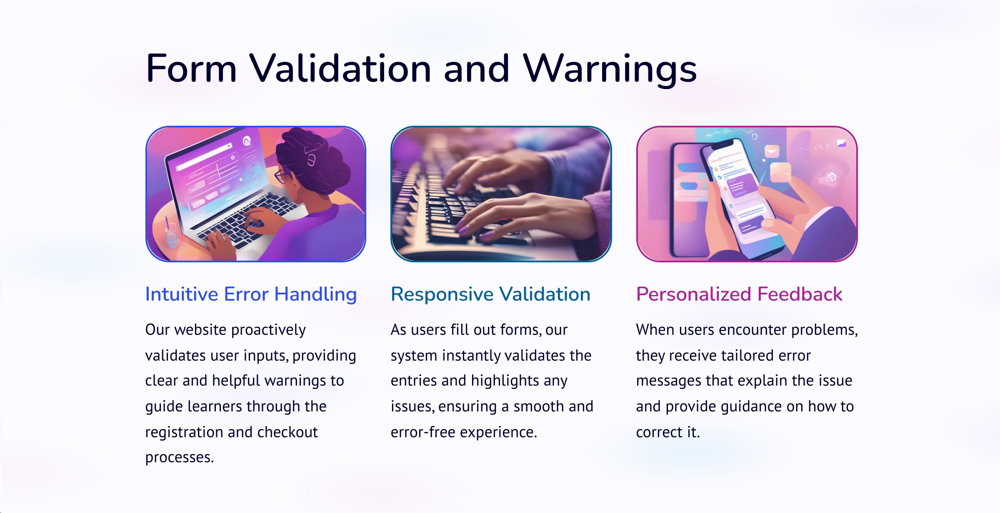 Form Validation and Warnings
Intuitive Error Handling
Our website proactively
validates user inputs, providing
clear and helpful warnings to
guide learners through the
registration and checkout
processes.
Responsive Validation
As users fill out forms, our
system instantly validates the
entries and highlights any
issues, ensuring a smooth and
error-free experience.
Personalized Feedback
When users encounter problems,
they receive tailored error
messages that explain the issue
and provide guidance on how to
correct it.